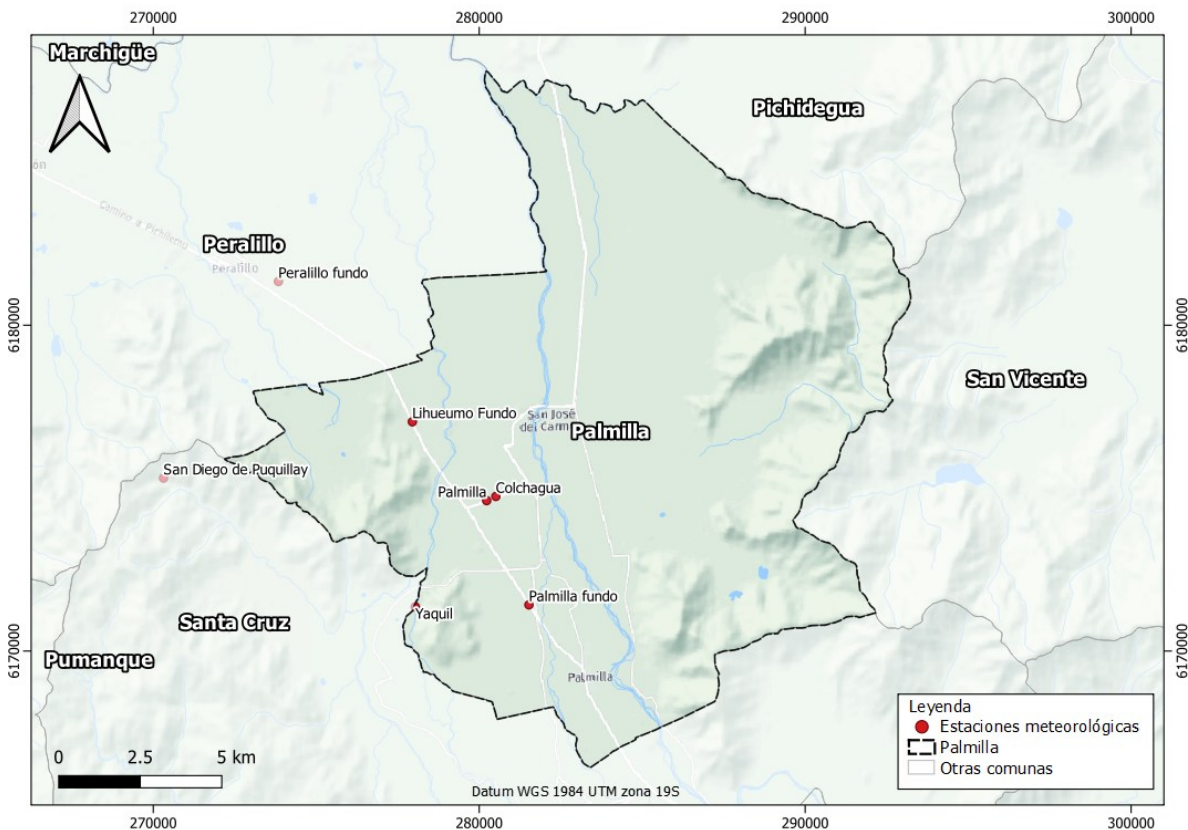 270000
280000
290000
300000
Marchigüe
Pichidegua
Camino a Pichilemu
Peralillo
Peralillo
Peralillo fundo
6180000
6180000
San Vicente
Lihueumo Fundo
San José
del Carmen
Palmilla
San Diego de Puquillay
Palmilla
Colchagua
Palmilla fundo
Yaquil
Santa Cruz
Pumanque
6170000
6170000
Palmilla
Leyenda
Estaciones meteorológicas
Palmilla
Otras comunas
0 2.5 5 km
Datum WGS 1984 UTM zona 19S
270000
280000
290000
300000